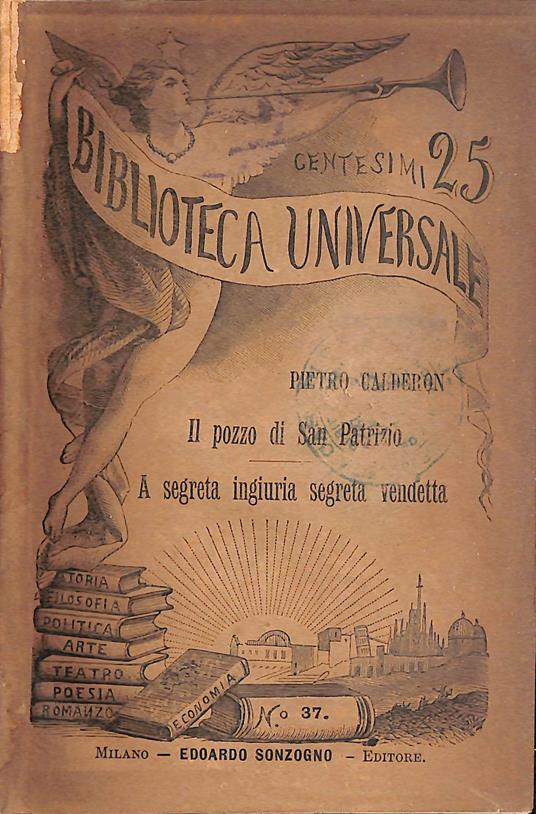 CENTESIMI 25
BIBLIOTECA UNIVERSALE
PIETRO CALDERON
Il pozzo di San Patrizio
A segreta ingiuria segreta vendetta
STORIA
FILOSOFIA
POLITICA
ARTE
TEATRO
POESIA
ROMANZO
ECONOMIA
N.o 37.
MILANO — EDOARDO SONZOGNO — EDITORE.